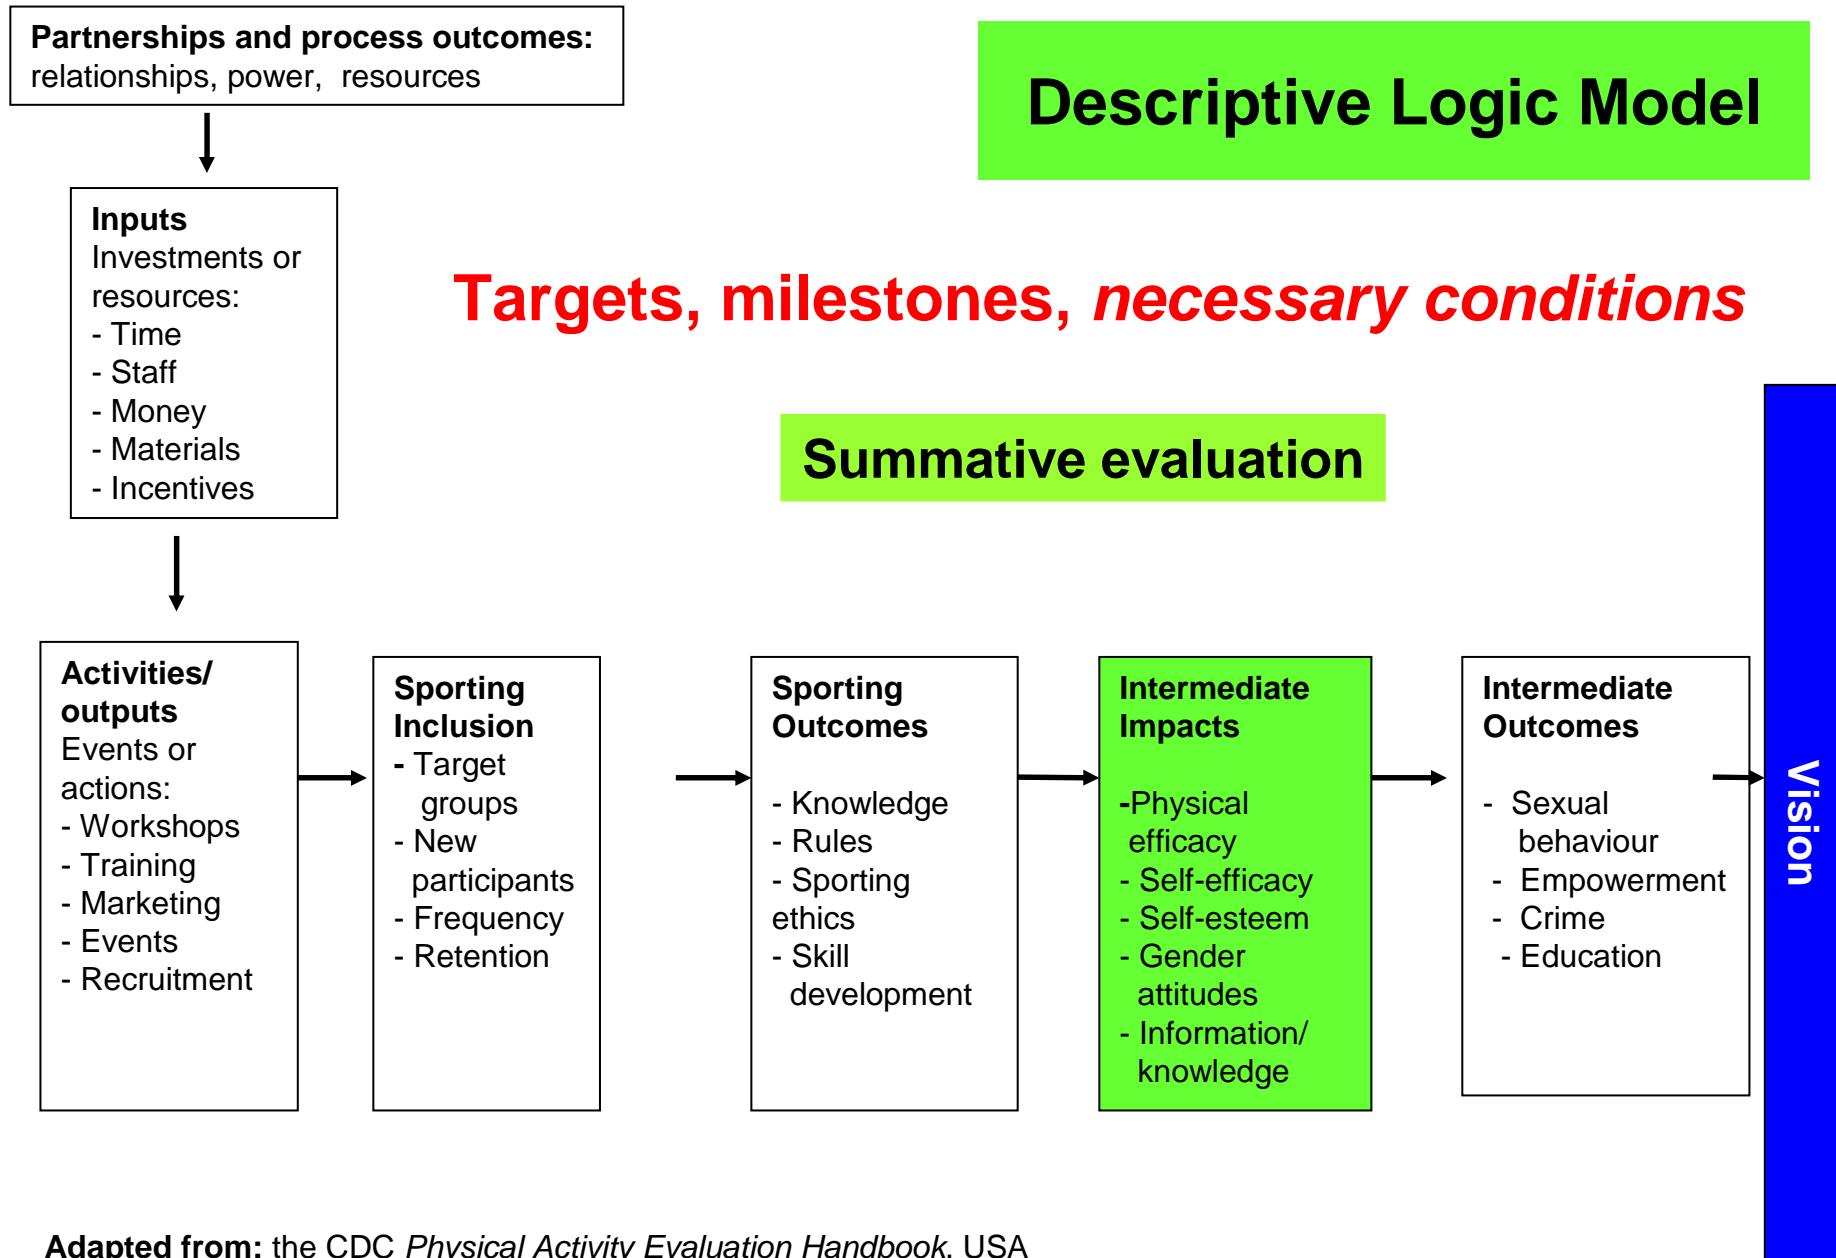 Partnerships and process outcomes:
relationships, power, resources
Descriptive Logic Model
Inputs
Investments or
resources:
- Time
- Staff
- Money
- Materials
- Incentives
Targets, milestones, necessary conditions
Summative evaluation
Activities/
outputs
Events or
actions:
- Workshops
- Training
- Marketing
- Events
- Recruitment
Sporting
Inclusion
- Target
groups
- New
participants
- Frequency
- Retention
Sporting
Outcomes
- Knowledge
- Rules
- Sporting
ethics
- Skill
development
Intermediate
Impacts
-Physical
efficacy
- Self-efficacy
- Self-esteem
- Gender
attitudes
- Information/
knowledge
Intermediate
Outcomes
- Sexual
behaviour
- Empowerment
- Crime
- Education
Vision
Adapted from: the CDC Physical Activity Evaluation Handbook, USA